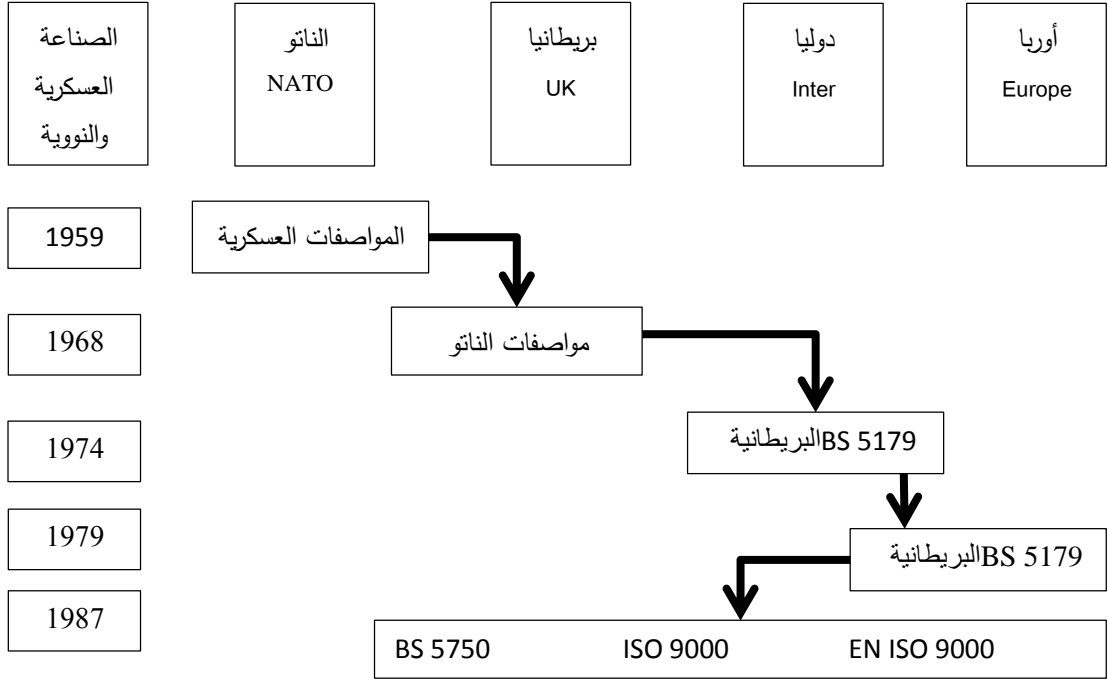 الصناعة
العسكرية
والنووية
الناتو
NATO
بريطانيا
UK
دوليا
Inter
أوربا
Europe
1959
المواصفات العسكرية
1968
مواصفات الناتو
1974
BS 5179البريطانية
1979
BS 5179البريطانية
1987
BS 5750 ISO 9000 EN ISO 9000